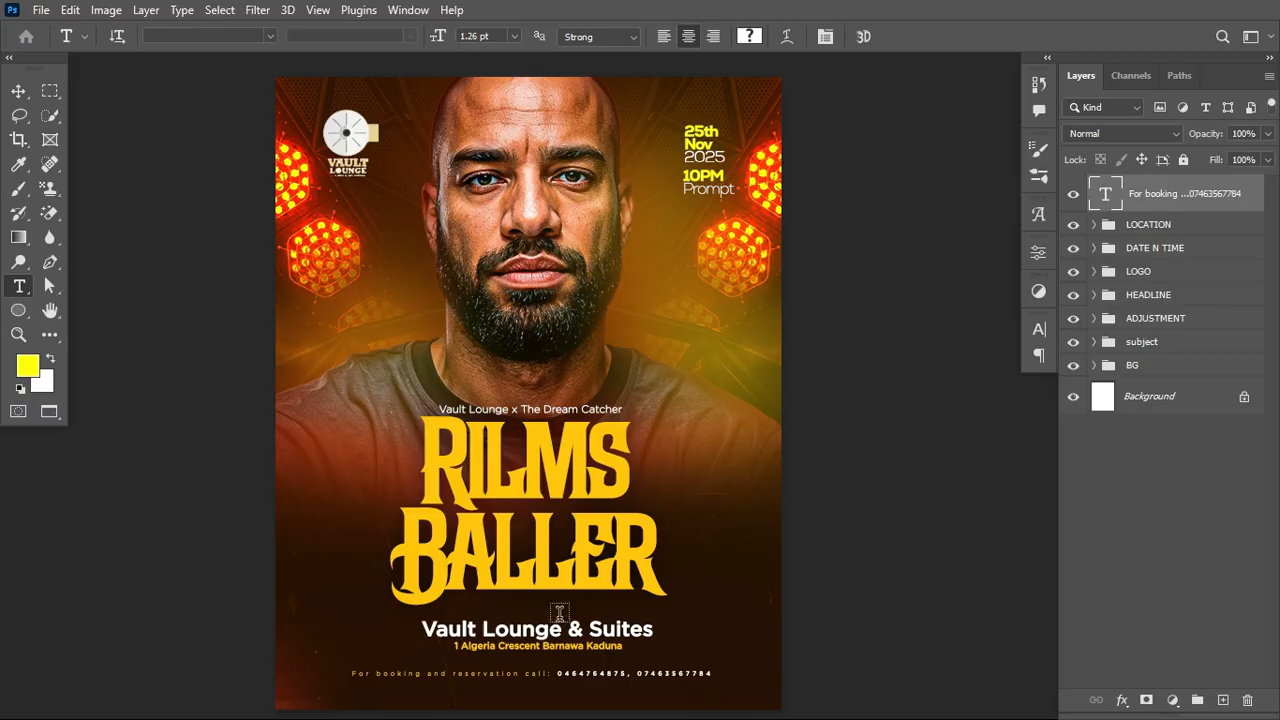 Ps File Edit Image Layer Type Select Filter 3D View Plugins Window Help
T 1.26 pt aa Strong ? 3D
Layers Channels Paths
Kind
Normal Opacity: 100%
Lock: Fill: 100%
T For booking ...07463567784
LOCATION
DATE N TIME
LOGO
HEADLINE
ADJUSTMENT
subject
BG
Background
VAULT
LOUNGE
25th
Nov
2025
10PM
Prompt
Vault Lounge x The Dream Catcher
RILMS
BALLER
Vault Lounge & Suites
1 Algeria Crescent Barnawa Kaduna
For booking and reservation call: 0464764875, 07463567784